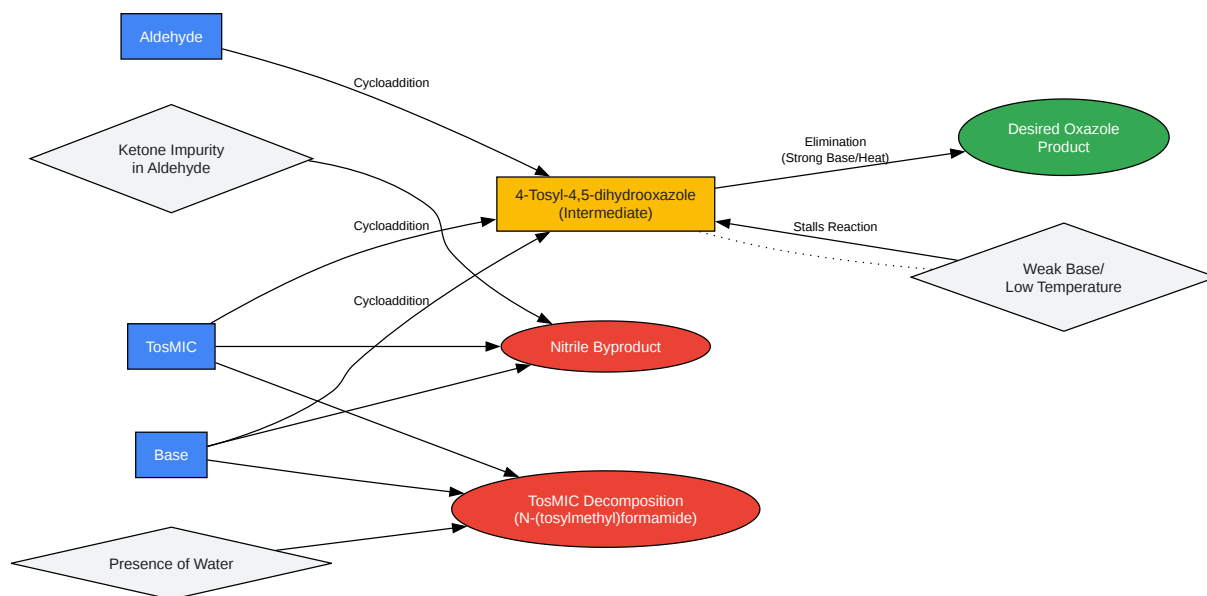 Aldehyde
Cycloaddition
Ketone Impurity
in Aldehyde
Desired Oxazole
Product
Elimination
(Strong Base/Heat)
4-Tosyl-4,5-dihydrooxazole
(Intermediate)
Cycloaddition
Stalls Reaction
Weak Base/
Low Temperature
Cycloaddition
TosMIC
Nitrile Byproduct
Base
TosMIC Decomposition
(N-(tosylmethyl)formamide)
Presence of Water